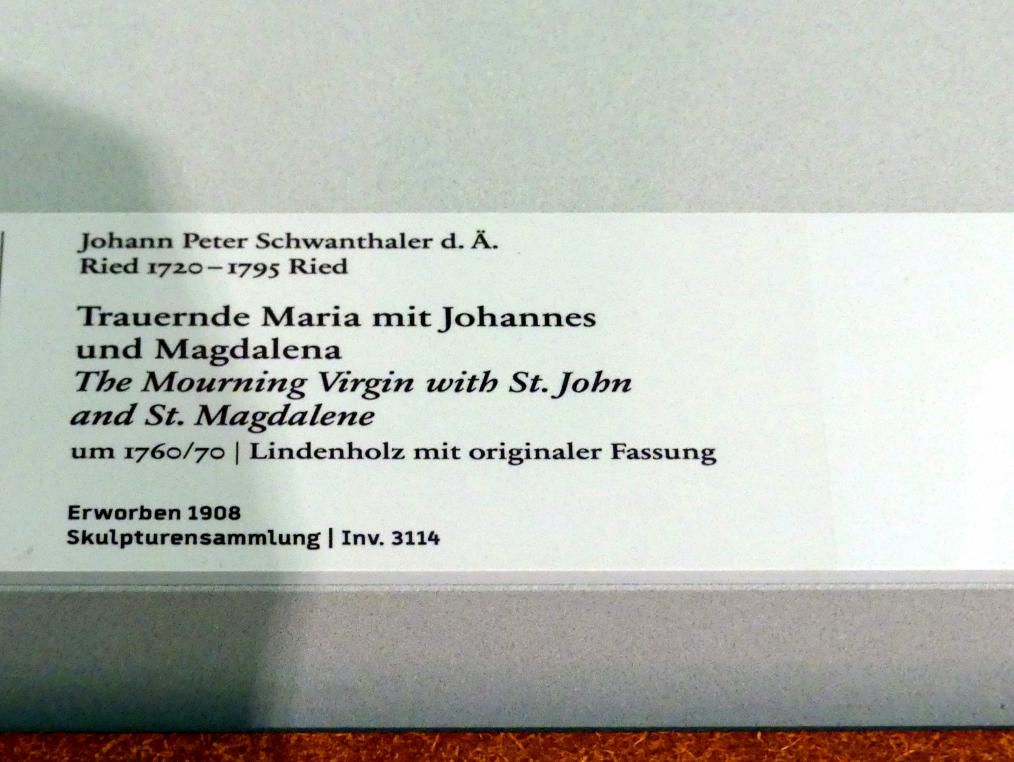 Johann Peter Schwanthaler d. Ä.
Ried 1720–1795 Ried
Trauernde Maria mit Johannes
und Magdalena
The Mourning Virgin with St. John
and St. Magdalene
um 1760/70 | Lindenholz mit originaler Fassung
Erworben 1908
Skulpturensammlung | Inv. 3114